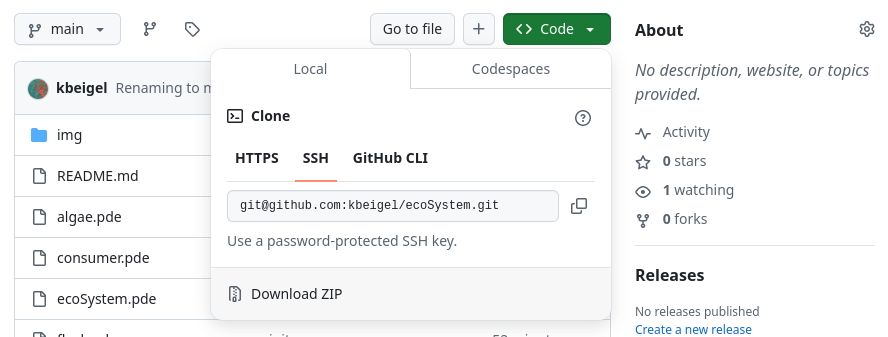 main
Go to file
Code
About
No description, website, or topics
provided.
Local
Codespaces
kbeigel Renaming to
Clone
HTTPS SSH GitHub CLI
git@github.com:kbeigel/ecoSystem.git
Use a password-protected SSH key.
Download ZIP
img
README.md
algae.pde
consumer.pde
ecoSystem.pde
Activity
0 stars
1 watching
0 forks
Releases
No releases published
Create a new release